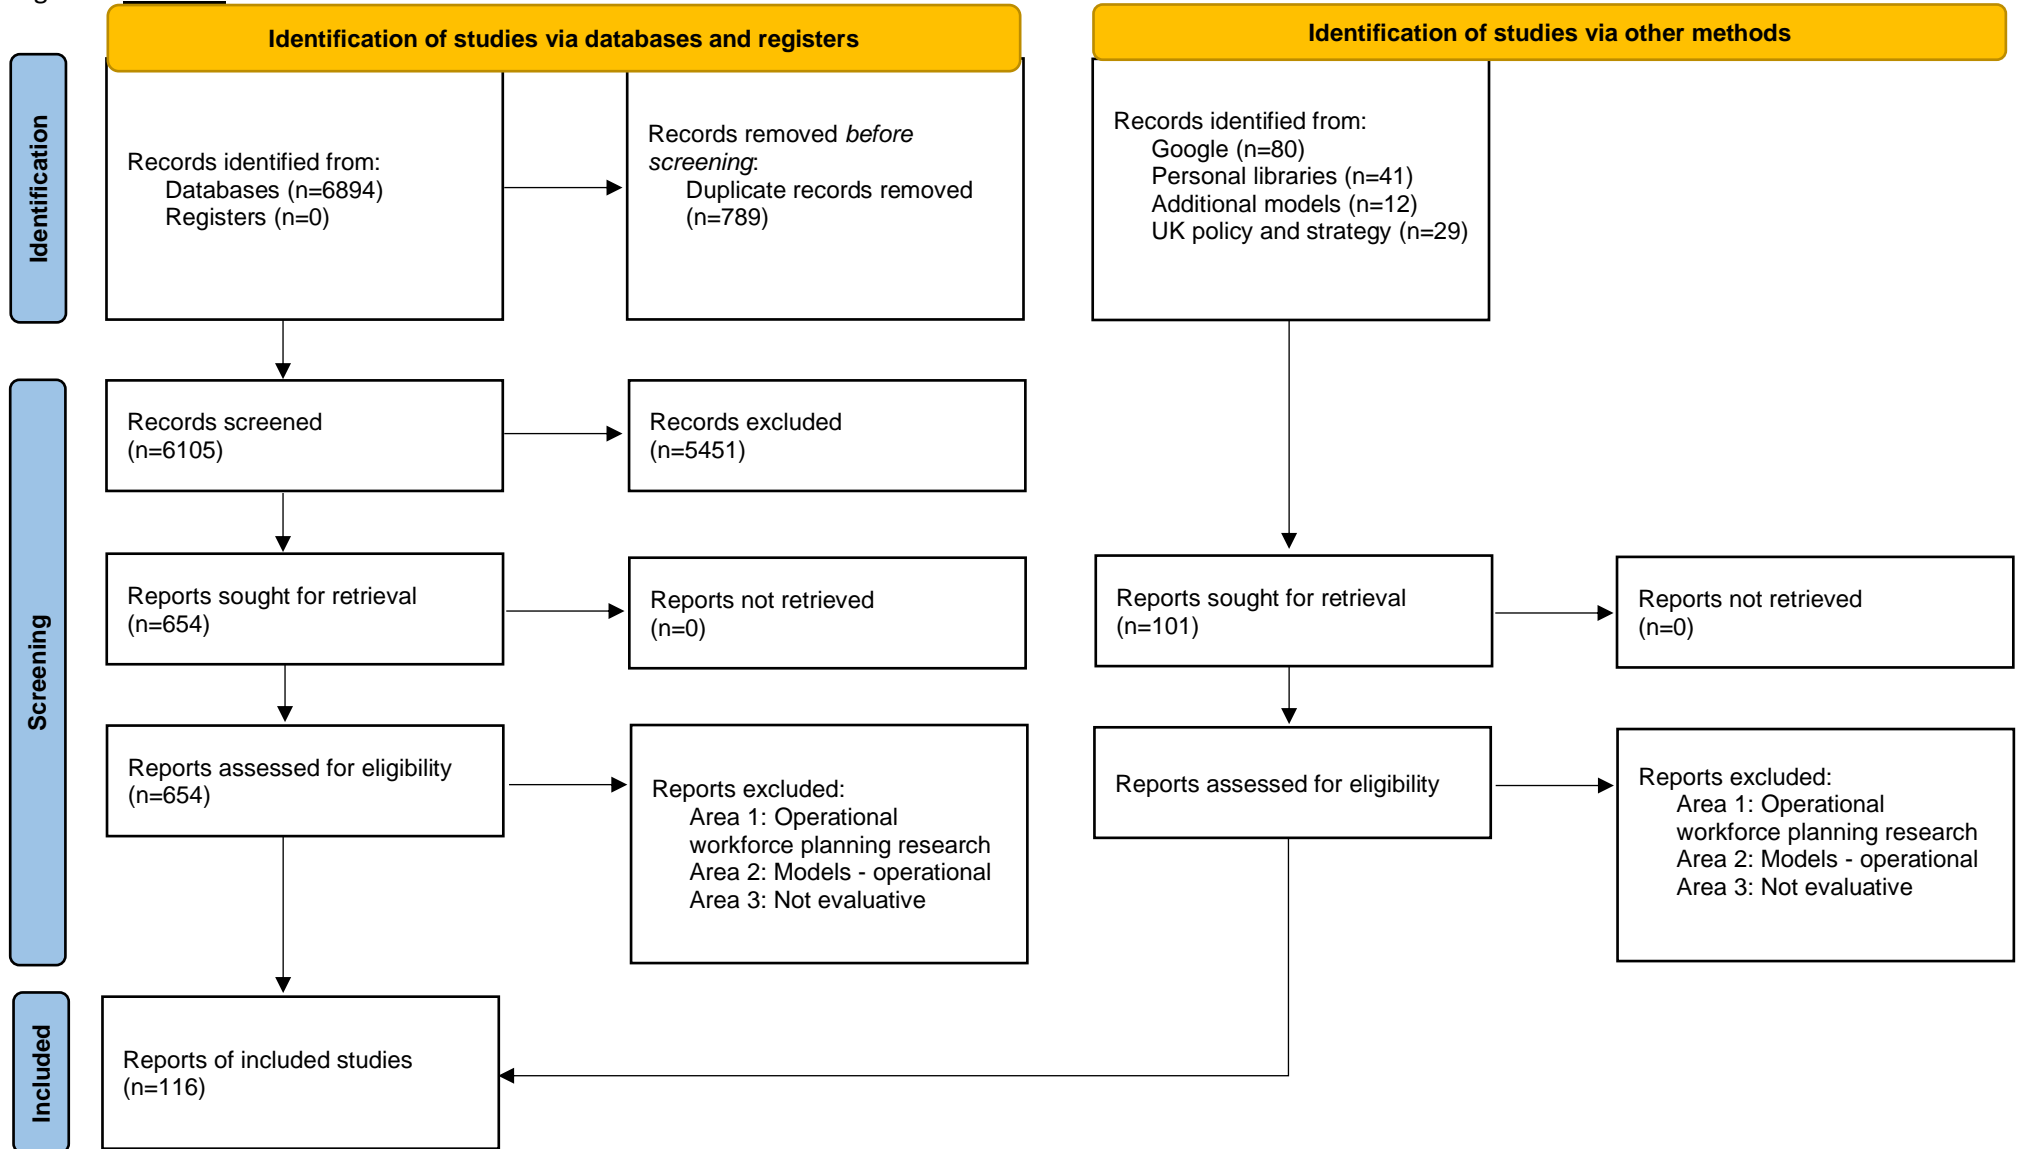 Identification of studies via databases and registers
Identification of studies via other methods
Identification
Records identified from:
Databases (n=6894)
Registers (n=0)
Records removed before
screening:
Duplicate records removed
(n=789)
Records identified from:
Google (n=80)
Personal libraries (n=41)
Additional models (n=12)
UK policy and strategy (n=29)
Screening
Records screened
(n=6105)
Records excluded
(n=5451)
Reports sought for retrieval
(n=654)
Reports not retrieved
(n=0)
Reports sought for retrieval
(n=101)
Reports not retrieved
(n=0)
Reports assessed for eligibility
(n=654)
Reports excluded:
Area 1: Operational
workforce planning research
Area 2: Models - operational
Area 3: Not evaluative
Reports assessed for eligibility
Reports excluded:
Area 1: Operational
workforce planning research
Area 2: Models - operational
Area 3: Not evaluative
Included
Reports of included studies
(n=116)